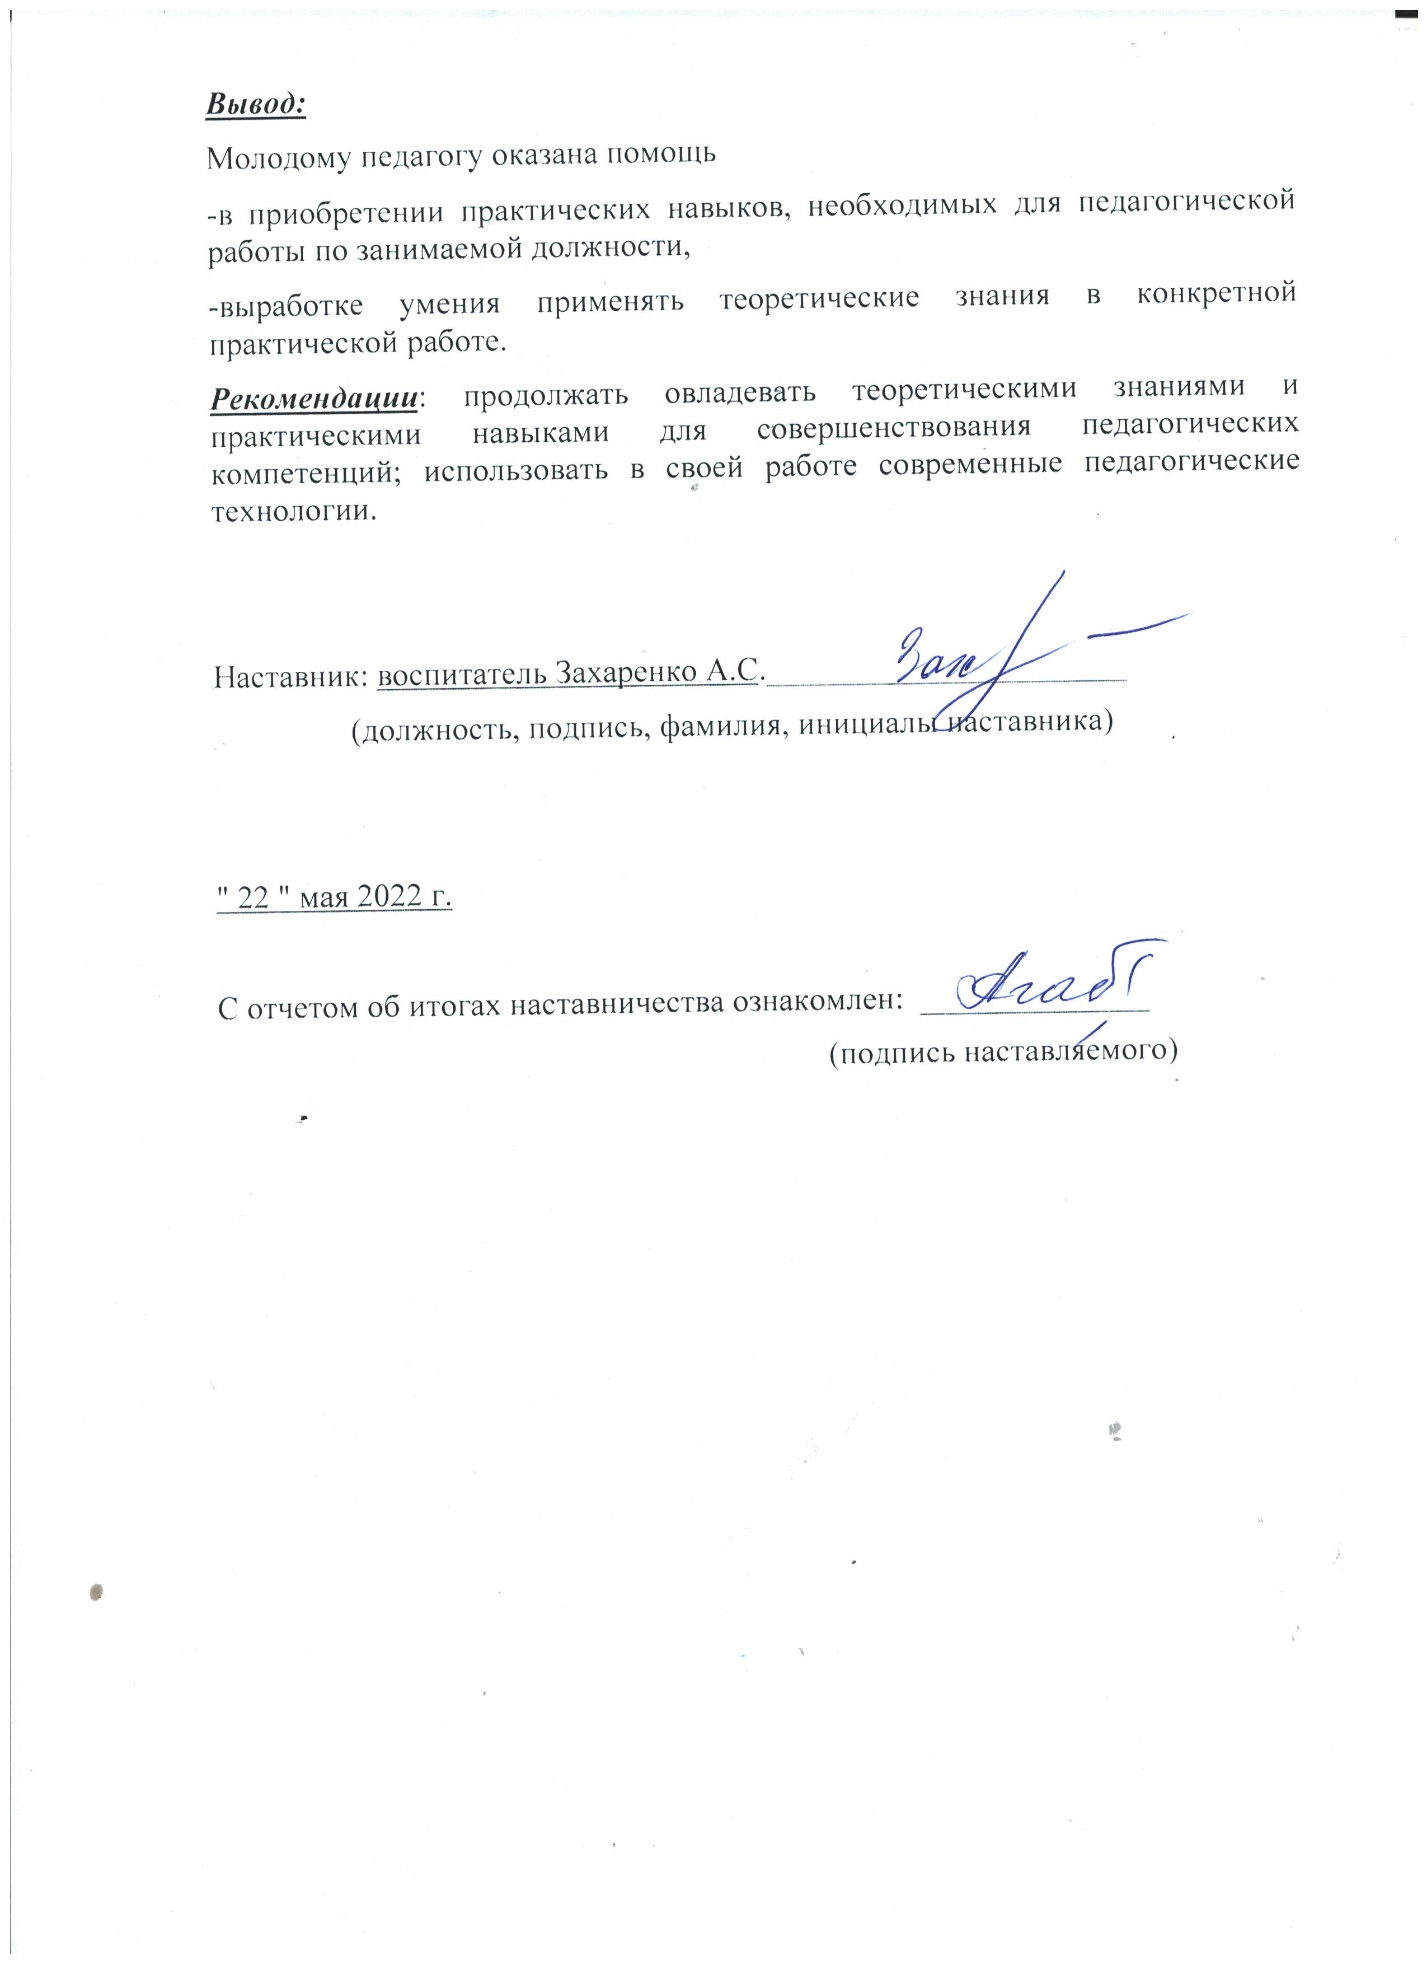 Вывод:
Молодому педагогу оказана помощь
-в приобретении практических навыков, необходимых для педагогической
работы по занимаемой должности,
-выработке умения применять теоретические знания в конкретной
практической работе.
Рекомендации: продолжать овладевать теоретическими знаниями и
практическими навыками для совершенствования педагогических
компетенций; использовать в своей работе современные педагогические
технологии.
Наставник: воспитатель Захаренко А.С.
(должность, подпись, фамилия, инициалы наставника)
" 22 " мая 2022 г.
С отчетом об итогах наставничества ознакомлен:
(подпись наставляемого)